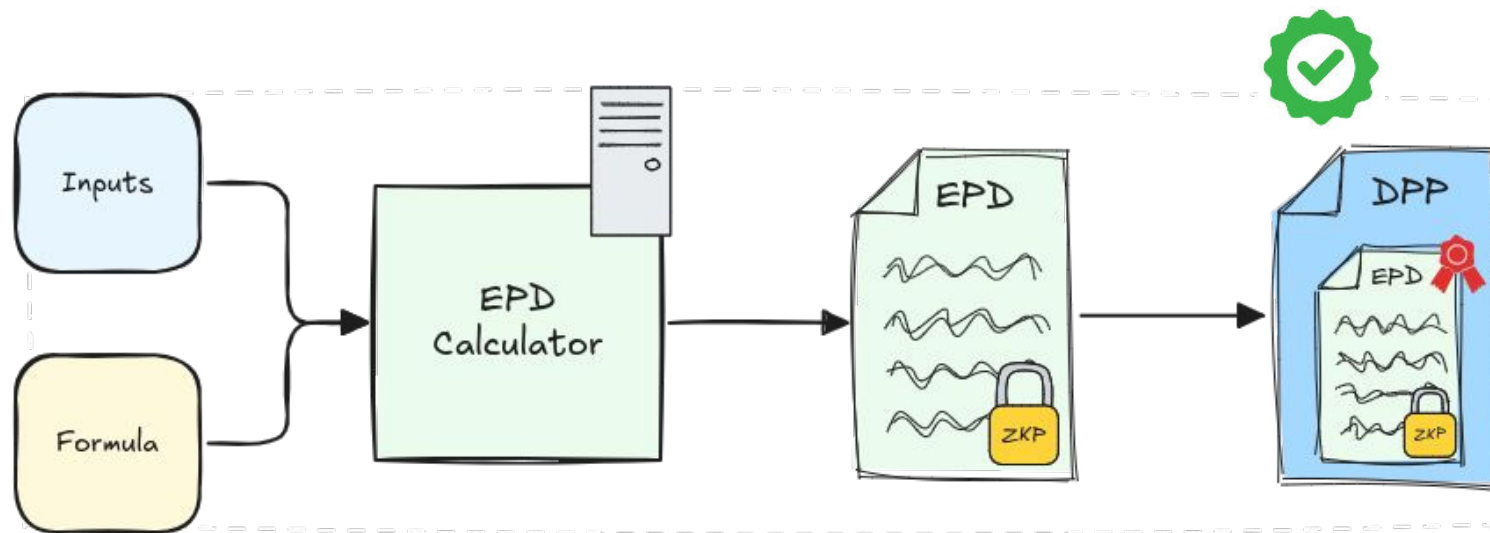 Inputs
Formula
EPD
Calculator
EPD
ZKP
DPP
EPD
ZKP